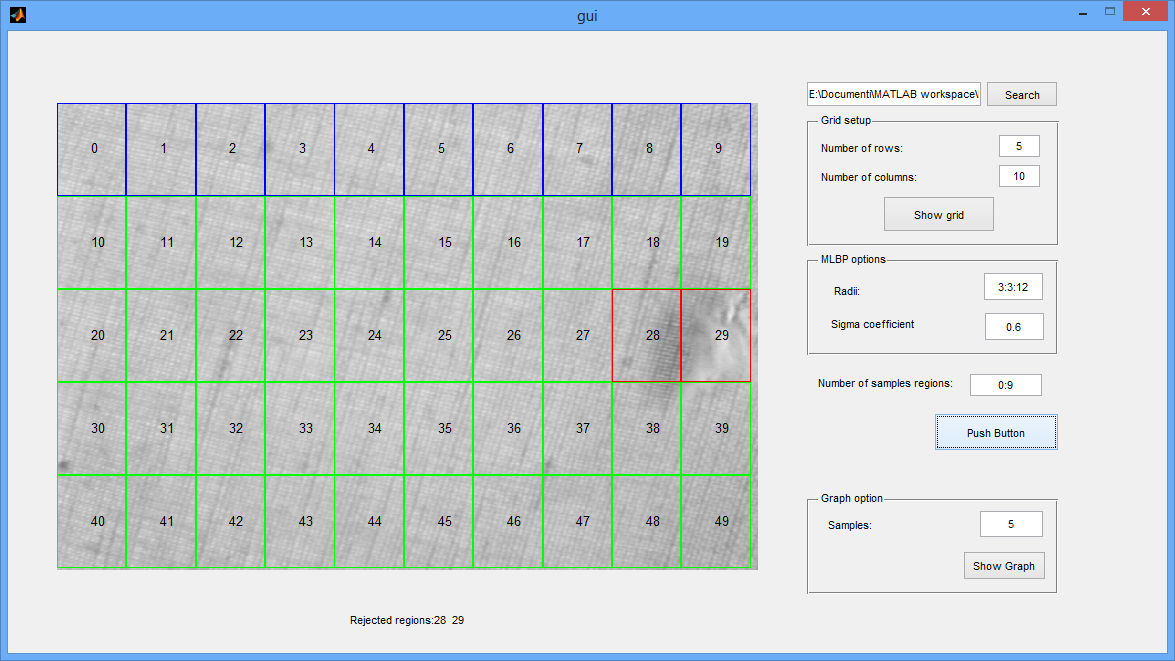 gui
E:\Documenti\MATLAB workspace\
Search
Grid setup
Number of rows:
5
Number of columns:
10
Show grid
MLBP options
Radii:
3:3:12
Sigma coefficient
0.6
Number of samples regions:
0:9
Push Button
Graph option
Samples:
5
Show Graph
0 1 2 3 4 5 6 7 8 9
10 11 12 13 14 15 16 17 18 19
20 21 22 23 24 25 26 27 28 29
30 31 32 33 34 35 36 37 38 39
40 41 42 43 44 45 46 47 48 49
Rejected regions:28 29